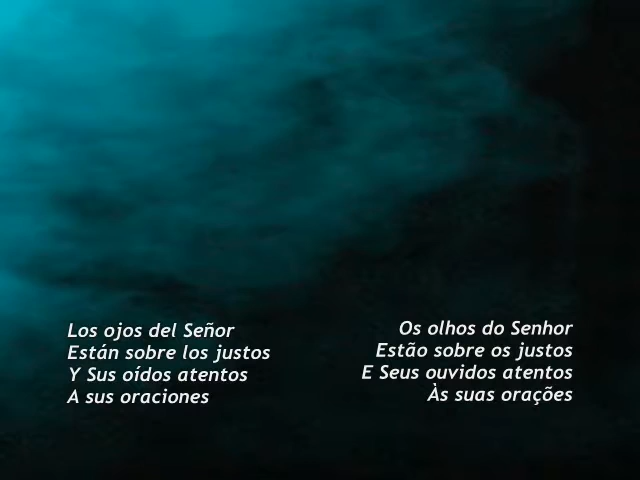 Los ojos del Señor
Están sobre los justos
Y Sus oídos atentos
A sus oraciones
Os olhos do Senhor
Estão sobre os justos
E Seus ouvidos atentos
Às suas orações